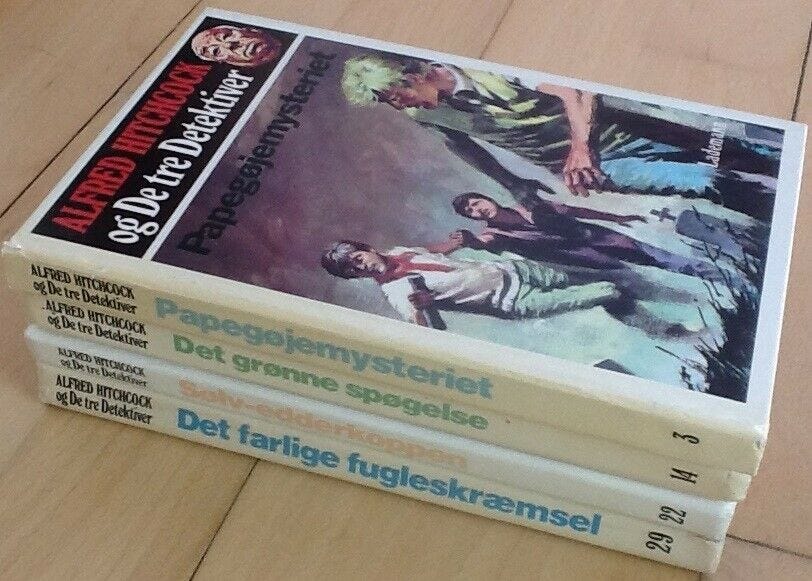 ALFRED HITCHCOCK
og De tre Detektiver
Papegøjemysteriet
Lademann
ALFRED HITCHCOCK
og De tre Detektiver
Papegøjemysteriet
3
ALFRED HITCHCOCK
og De tre Detektiver
Det grønne spøgelse
14
ALFRED HITCHCOCK
og De tre Detektiver
Sølv-edderkoppen
22
ALFRED HITCHCOCK
og De tre Detektiver
Det farlige fugleskræmsel
29